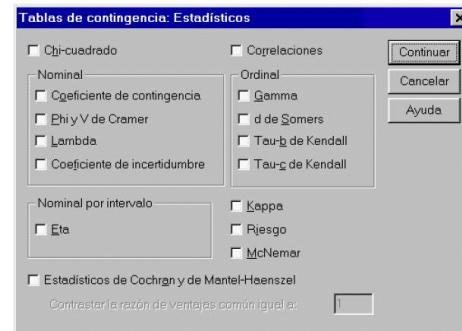 Tablas de contingencia: Estadísticos
Chi-cuadrado
Correlaciones
Continuar
Cancelar
Ayuda
Nominal
Coeficiente de contingencia
Phi y V de Cramer
Lambda
Coeficiente de incertidumbre
Ordinal
Gamma
d de Somers
Tau-b de Kendall
Tau-c de Kendall
Nominal por intervalo
Eta
Kappa
Riesgo
McNemar
Estadísticos de Cochran y de Mantel-Haenszel
Contrastar la razón de ventajas común igual a: 1